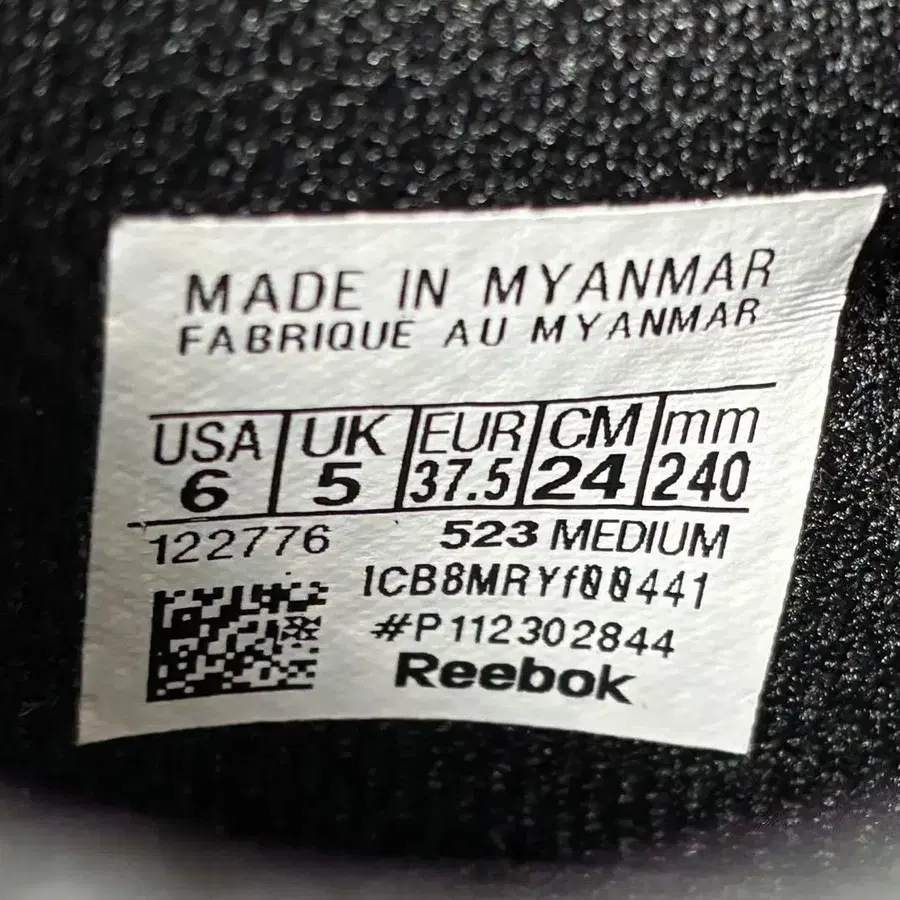 MADE IN MYANMAR
FABRIQUE AU MYANMAR
USA UK EUR CM mm
6 5 37.5 24 240
122776 523 MEDIUM
1CB8MRYf00441
#P112302844
Reebok